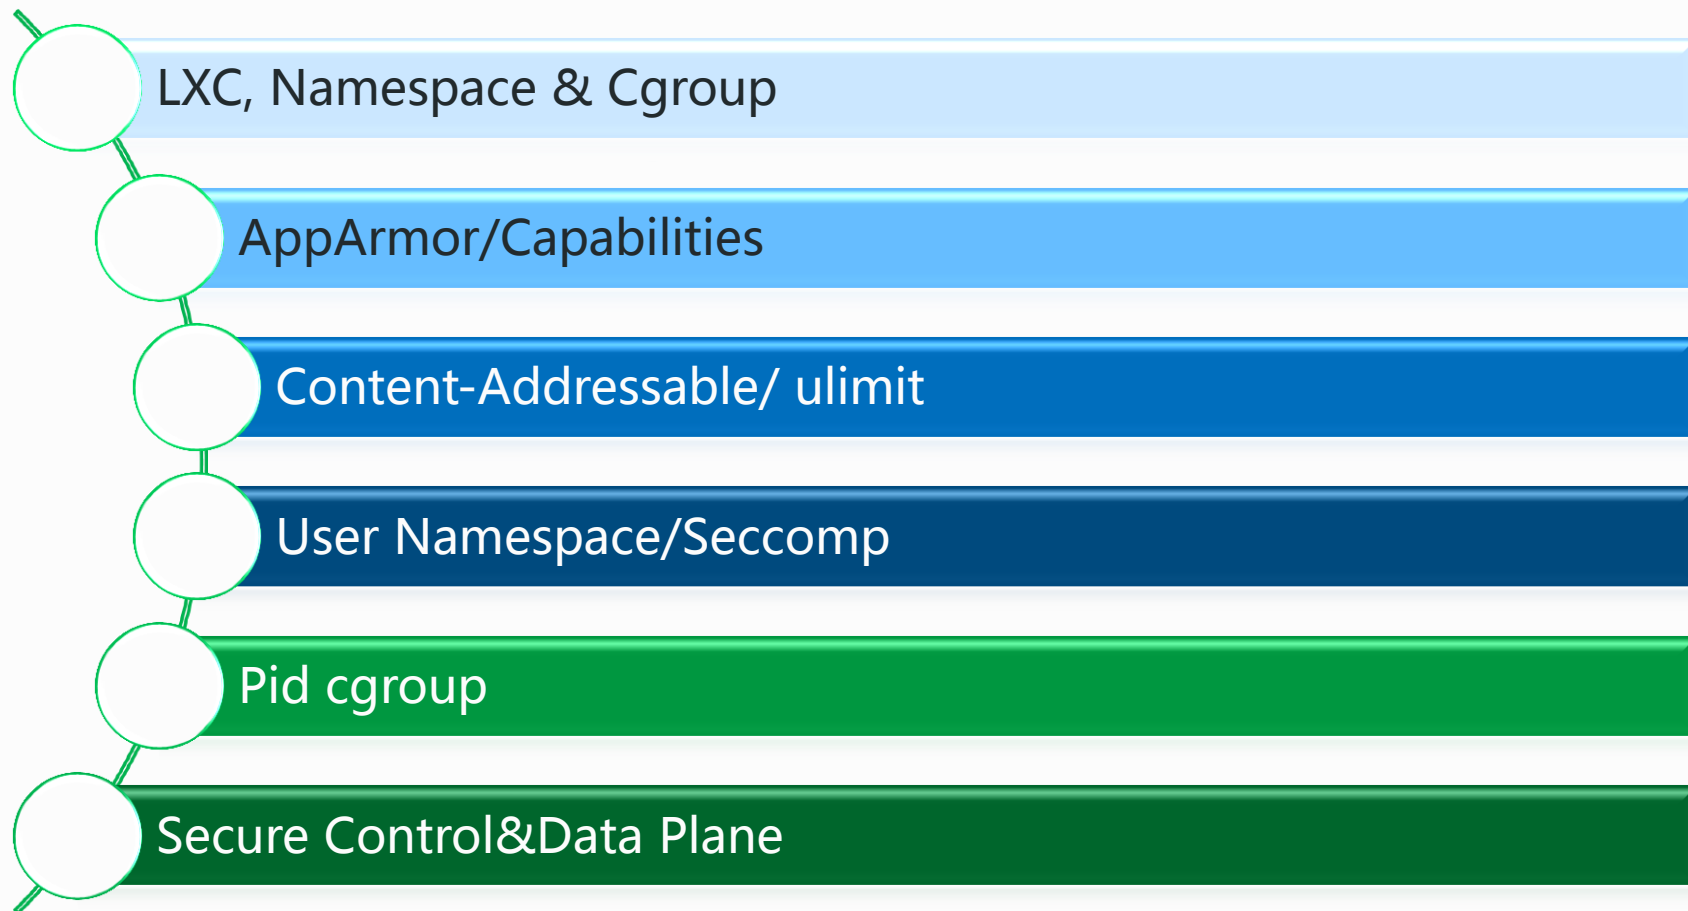 LXC, Namespace & Cgroup
AppArmor/Capabilities
Content-Addressable/ ulimit
User Namespace/Seccomp
Pid cgroup
Secure Control&Data Plane